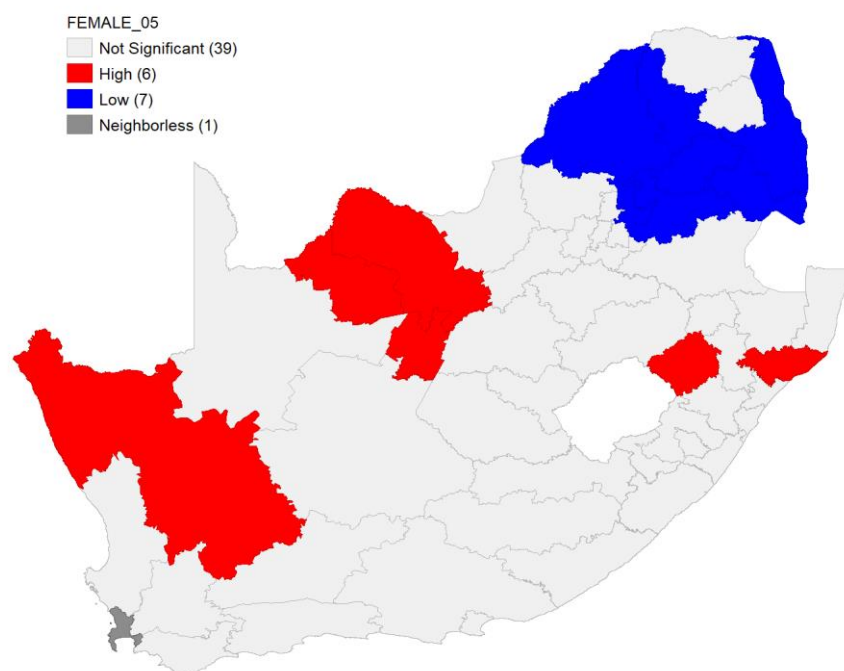 FEMALE_05
Not Significant (39)
High (6)
Low (7)
Neighborless (1)